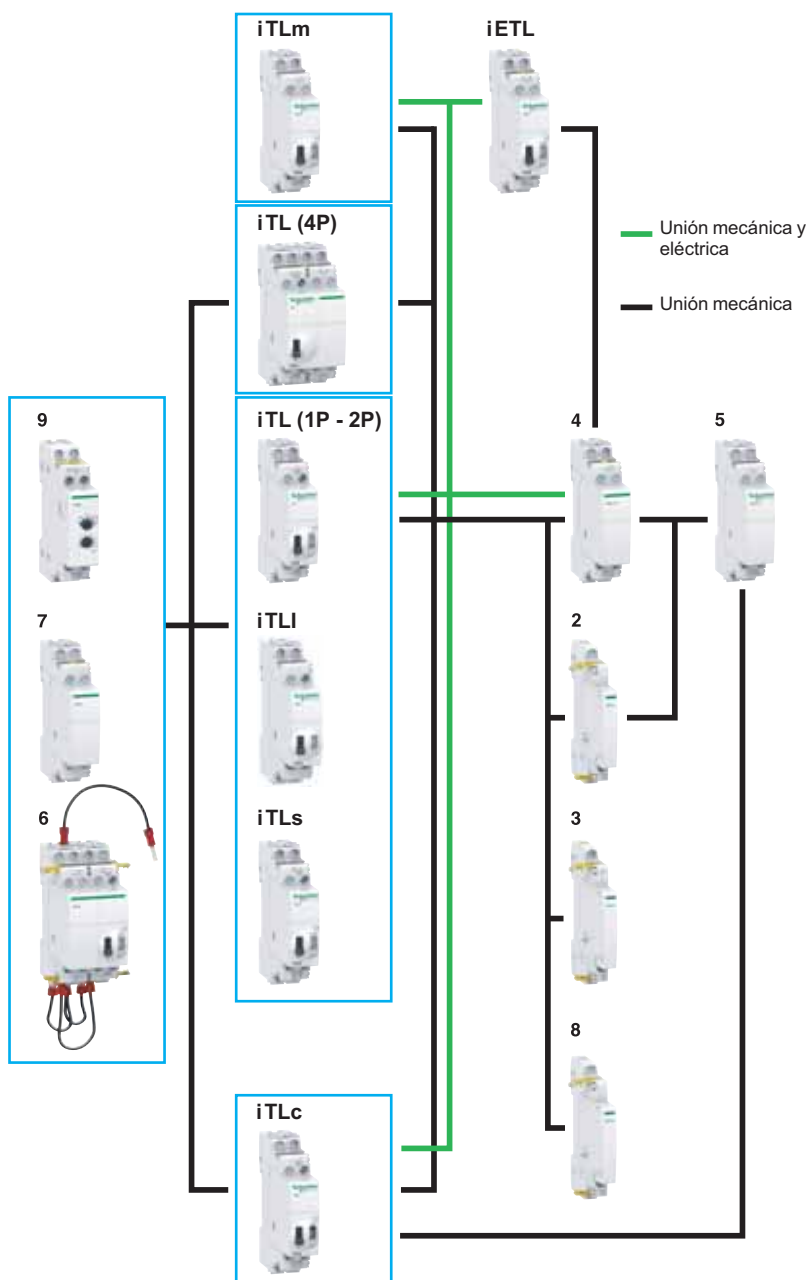 iTLm
iETL
iTL (4P)
Unión mecánica y
eléctrica
Unión mecánica
9
iTL (1P - 2P)
4
5
7
iTLI
2
6
iTLs
3
8
iTLc